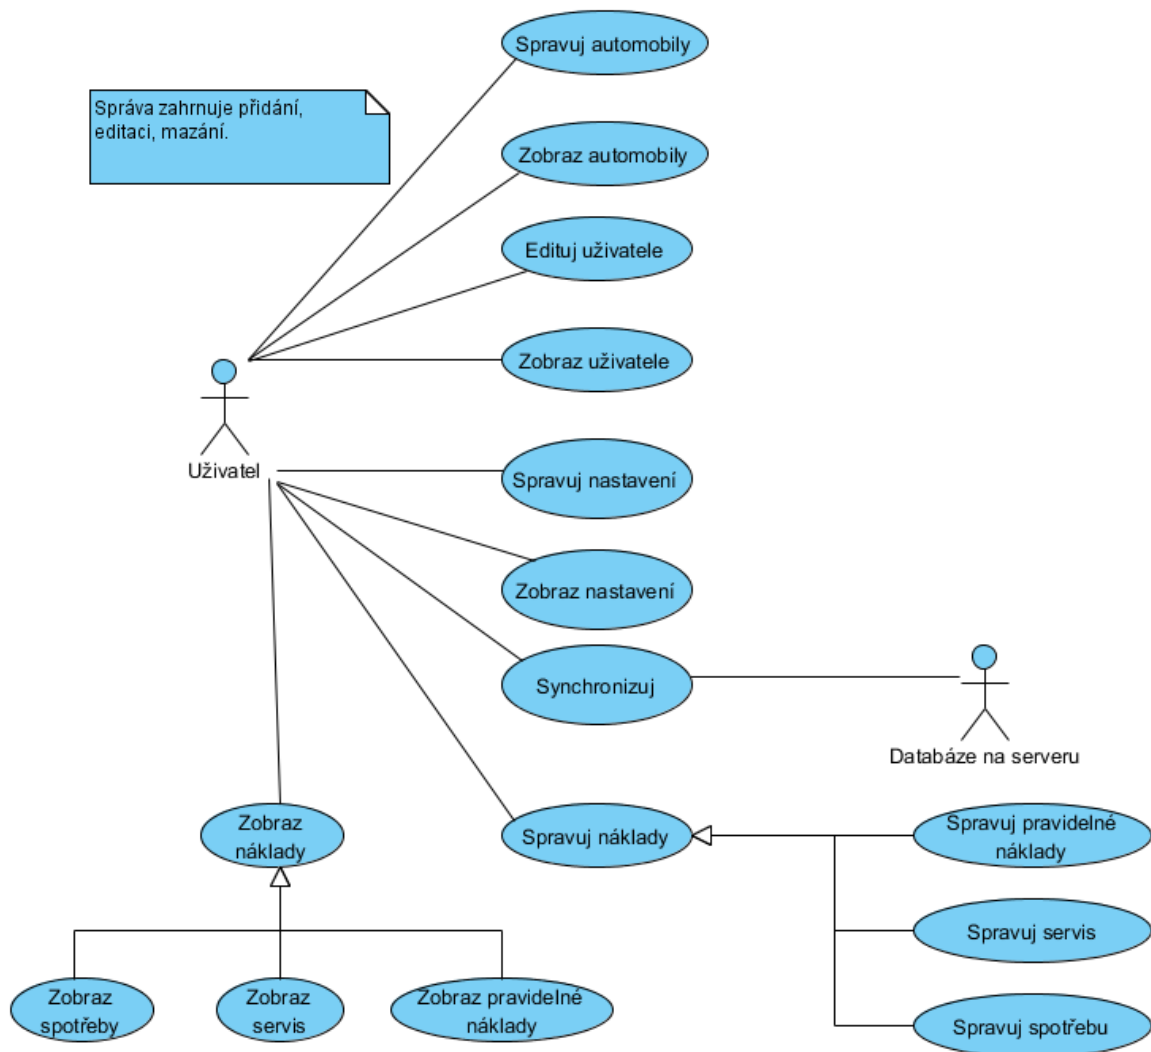 Spravuj automobily
Správa zahrnuje přidání,
editaci, mazání.
Zobraz automobily
Edituj uživatele
Zobraz uživatele
Uživatel
Spravuj nastavení
Zobraz nastavení
Synchronizuj
Databáze na serveru
Zobraz
náklady
Spravuj náklady
Spravuj pravidelné
náklady
Spravuj servis
Zobraz
spotřeby
Zobraz
servis
Zobraz pravidelné
náklady
Spravuj spotřebu